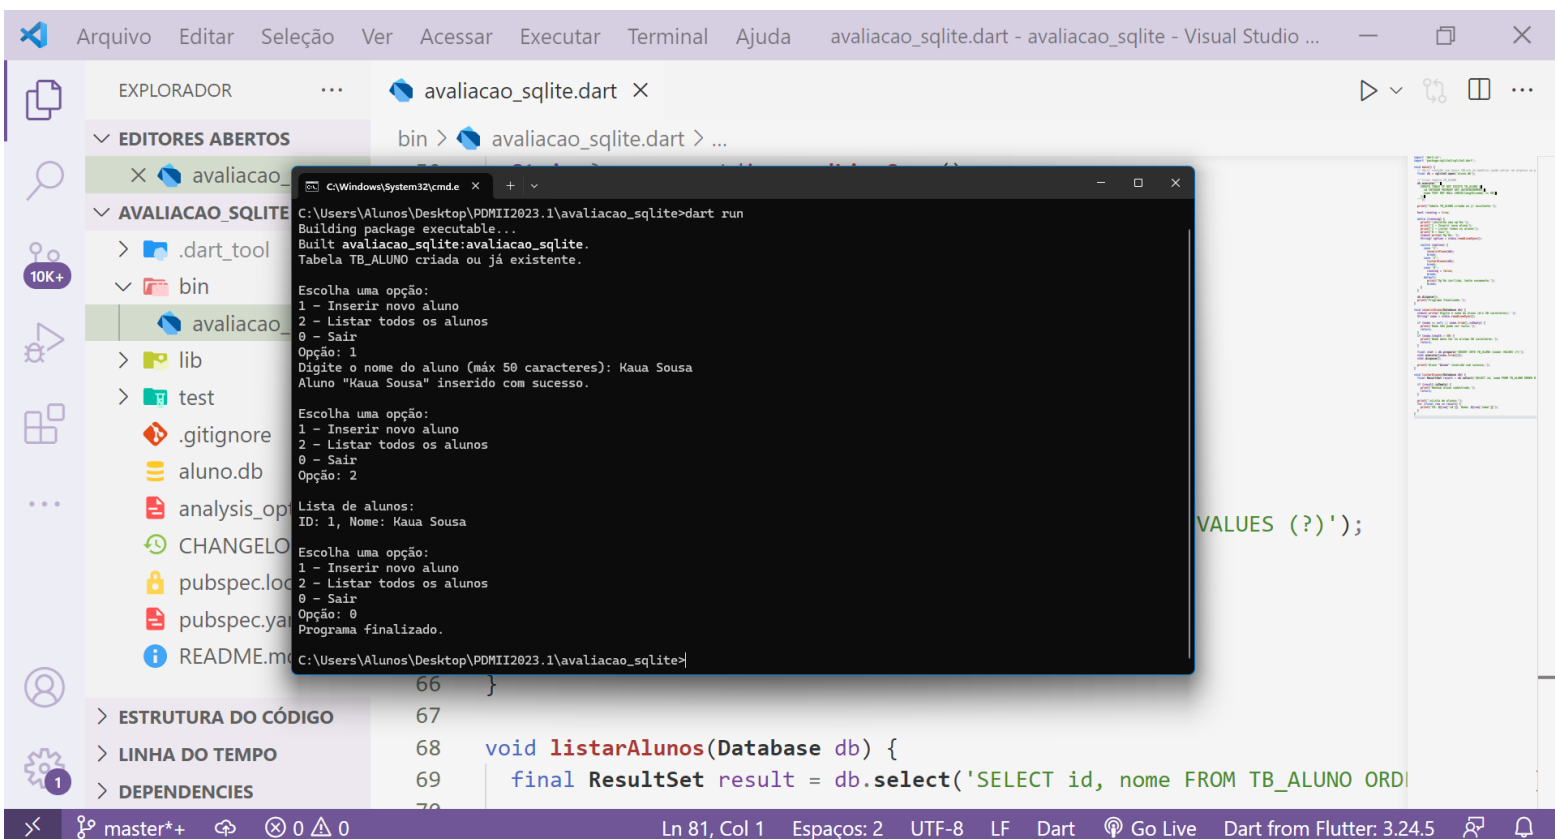 Arquivo Editar Seleção Ver Acessar Executar Terminal Ajuda avaliacao_sqlite.dart - avaliacao_sqlite - Visual Studio ...
EXPLORADOR ...
avaliacao_sqlite.dart
EDITORES ABERTOS
bin > avaliacao_sqlite.dart > ...
avaliacao_
AVALIACAO_SQLITE
.dart_tool
10K+
bin
avaliacao_
lib
test
.gitignore
aluno.db
analysis_opt
CHANGELO
pubspec.loc
pubspec.yar
README.m
ESTRUTURA DO CÓDIGO
LINHA DO TEMPO
1
DEPENDENCIES
C:\Windows\System32\cmd.e
C:\Users\Alunos\Desktop\PDMII2023.1\avaliacao_sqlite>dart run
Building package executable...
Built avaliacao_sqlite:avaliacao_sqlite.
Tabela TB_ALUNO criada ou já existente.
Escolha uma opção:
1 - Inserir novo aluno
2 - Listar todos os alunos
0 - Sair
Opção: 1
Digite o nome do aluno (máx 50 caracteres): Kaua Sousa
Aluno "Kaua Sousa" inserido com sucesso.
Escolha uma opção:
1 - Inserir novo aluno
2 - Listar todos os alunos
0 - Sair
Opção: 2
Lista de alunos:
ID: 1, Nome: Kaua Sousa
Escolha uma opção:
1 - Inserir novo aluno
2 - Listar todos os alunos
0 - Sair
Opção: 0
Programa finalizado.
C:\Users\Alunos\Desktop\PDMII2023.1\avaliacao_sqlite>
VALUES (?)');
66 }
67
68 void listarAlunos(Database db) {
69 final ResultSet result = db.select('SELECT id, nome FROM TB_ALUNO ORD
master*+ 0 0 Ln 81, Col 1 Espaços: 2 UTF-8 LF Dart Go Live Dart from Flutter: 3.24.5